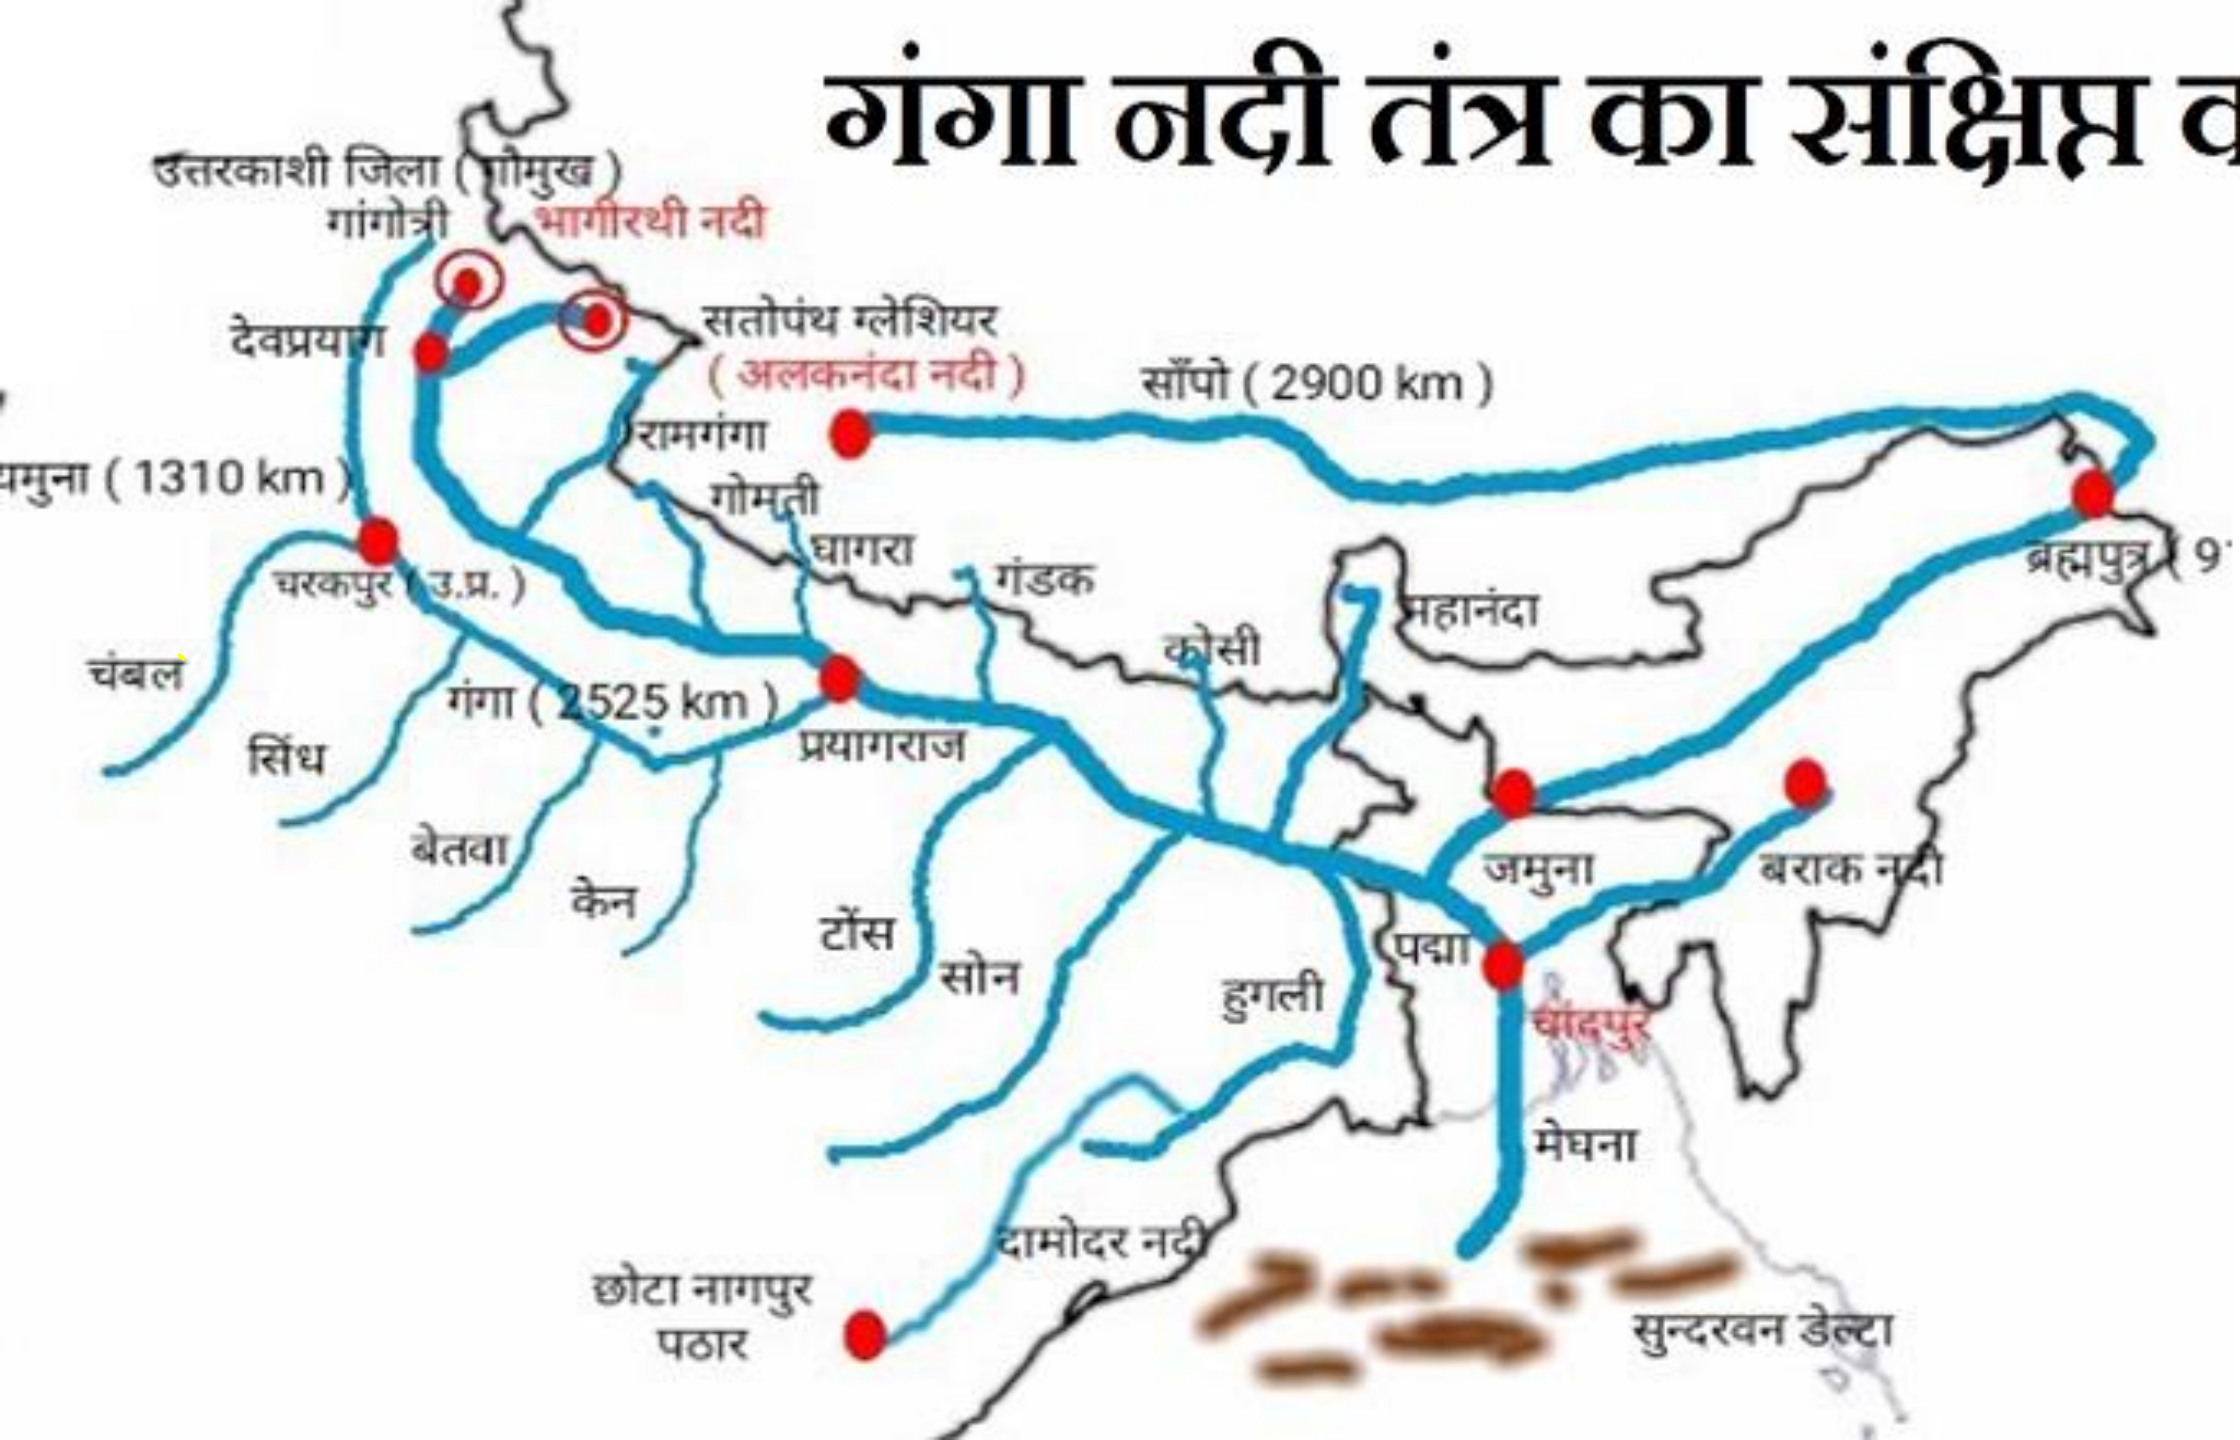 गंगा नदी तंत्र का संक्षिप्त व
उत्तरकाशी जिला ( गोमुख )
गांगोत्री
भागीरथी नदी
देवप्रयाग
सतोपंथ ग्लेशियर
( अलकनंदा नदी )
साँपो ( 2900 km )
रामगंगा
यमुना ( 1310 km )
गोमती
घागरा
गंडक
ब्रह्मपुत्र ( 9
चरकपुर ( उ.प्र. )
महानंदा
कोसी
चंबल
गंगा ( 2525 km )
प्रयागराज
सिंध
बेतवा
केन
जमुना
बराक नदी
टोंस
सोन
पद्मा
हुगली
चांदपुर
मेघना
दामोदर नदी
छोटा नागपुर
पठार
सुन्दरवन डेल्टा